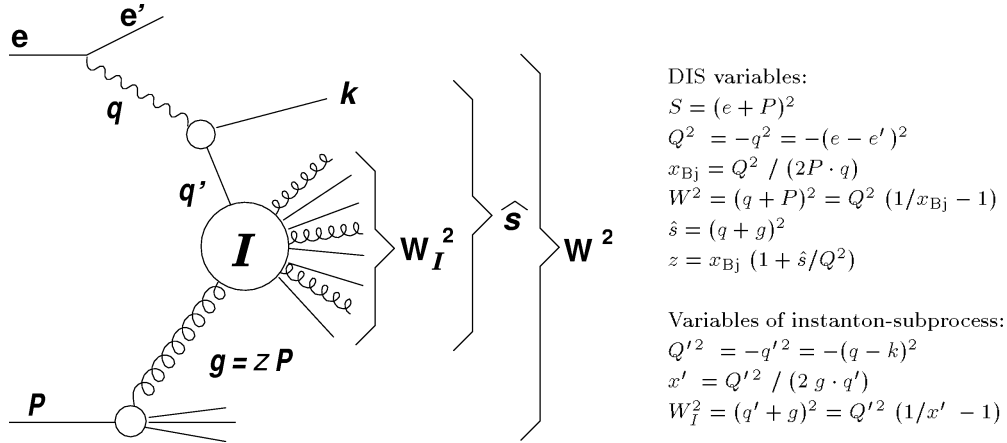 e
e'
q
k
q'
I
W_I^2
ŝ
W^2
g = z P
P
DIS variables:
S = (e + P)^2
Q^2 = −q^2 = −(e − e′)^2
x_Bj = Q^2 / (2P · q)
W^2 = (q + P)^2 = Q^2 (1/x_Bj − 1)
ŝ = (q + g)^2
z = x_Bj (1 + ŝ/Q^2)
Variables of instanton-subprocess:
Q′^2 = −q′^2 = −(q − k)^2
x′ = Q′^2 / (2 g · q′)
W_I^2 = (q′ + g)^2 = Q′^2 (1/x′ − 1)